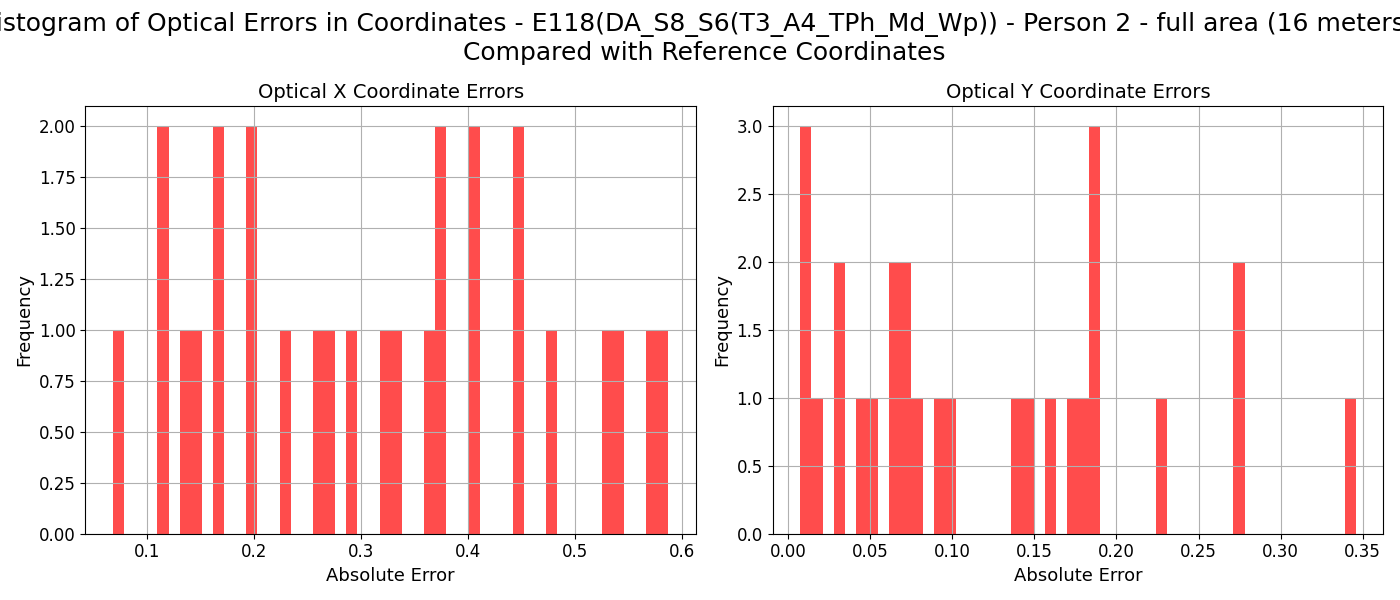 istogram of Optical Errors in Coordinates - E118(DA_S8_S6(T3_A4_TPh_Md_Wp)) - Person 2 - full area (16 meters
Compared with Reference Coordinates
Optical X Coordinate Errors
Optical Y Coordinate Errors
2.00
1.75
1.50
1.25
1.00
0.75
0.50
0.25
0.00
Frequency
0.1 0.2 0.3 0.4 0.5 0.6
Absolute Error
3.0
2.5
2.0
1.5
1.0
0.5
0.0
Frequency
0.00 0.05 0.10 0.15 0.20 0.25 0.30 0.35
Absolute Error